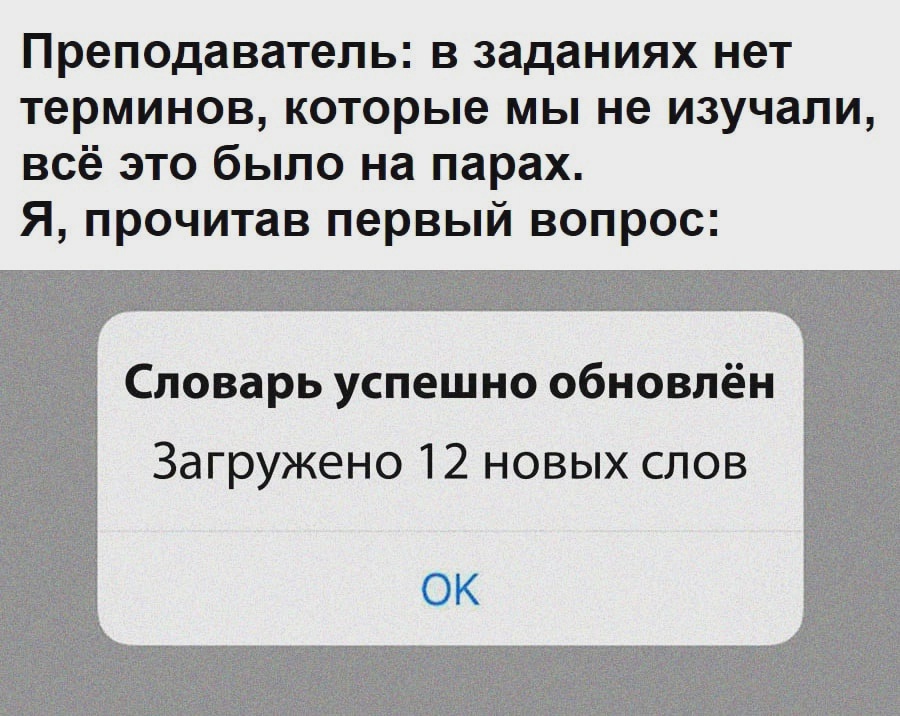 Преподаватель: в заданиях нет
терминов, которые мы не изучали,
всё это было на парах.
Я, прочитав первый вопрос:
Словарь успешно обновлён
Загружено 12 новых слов
ОК